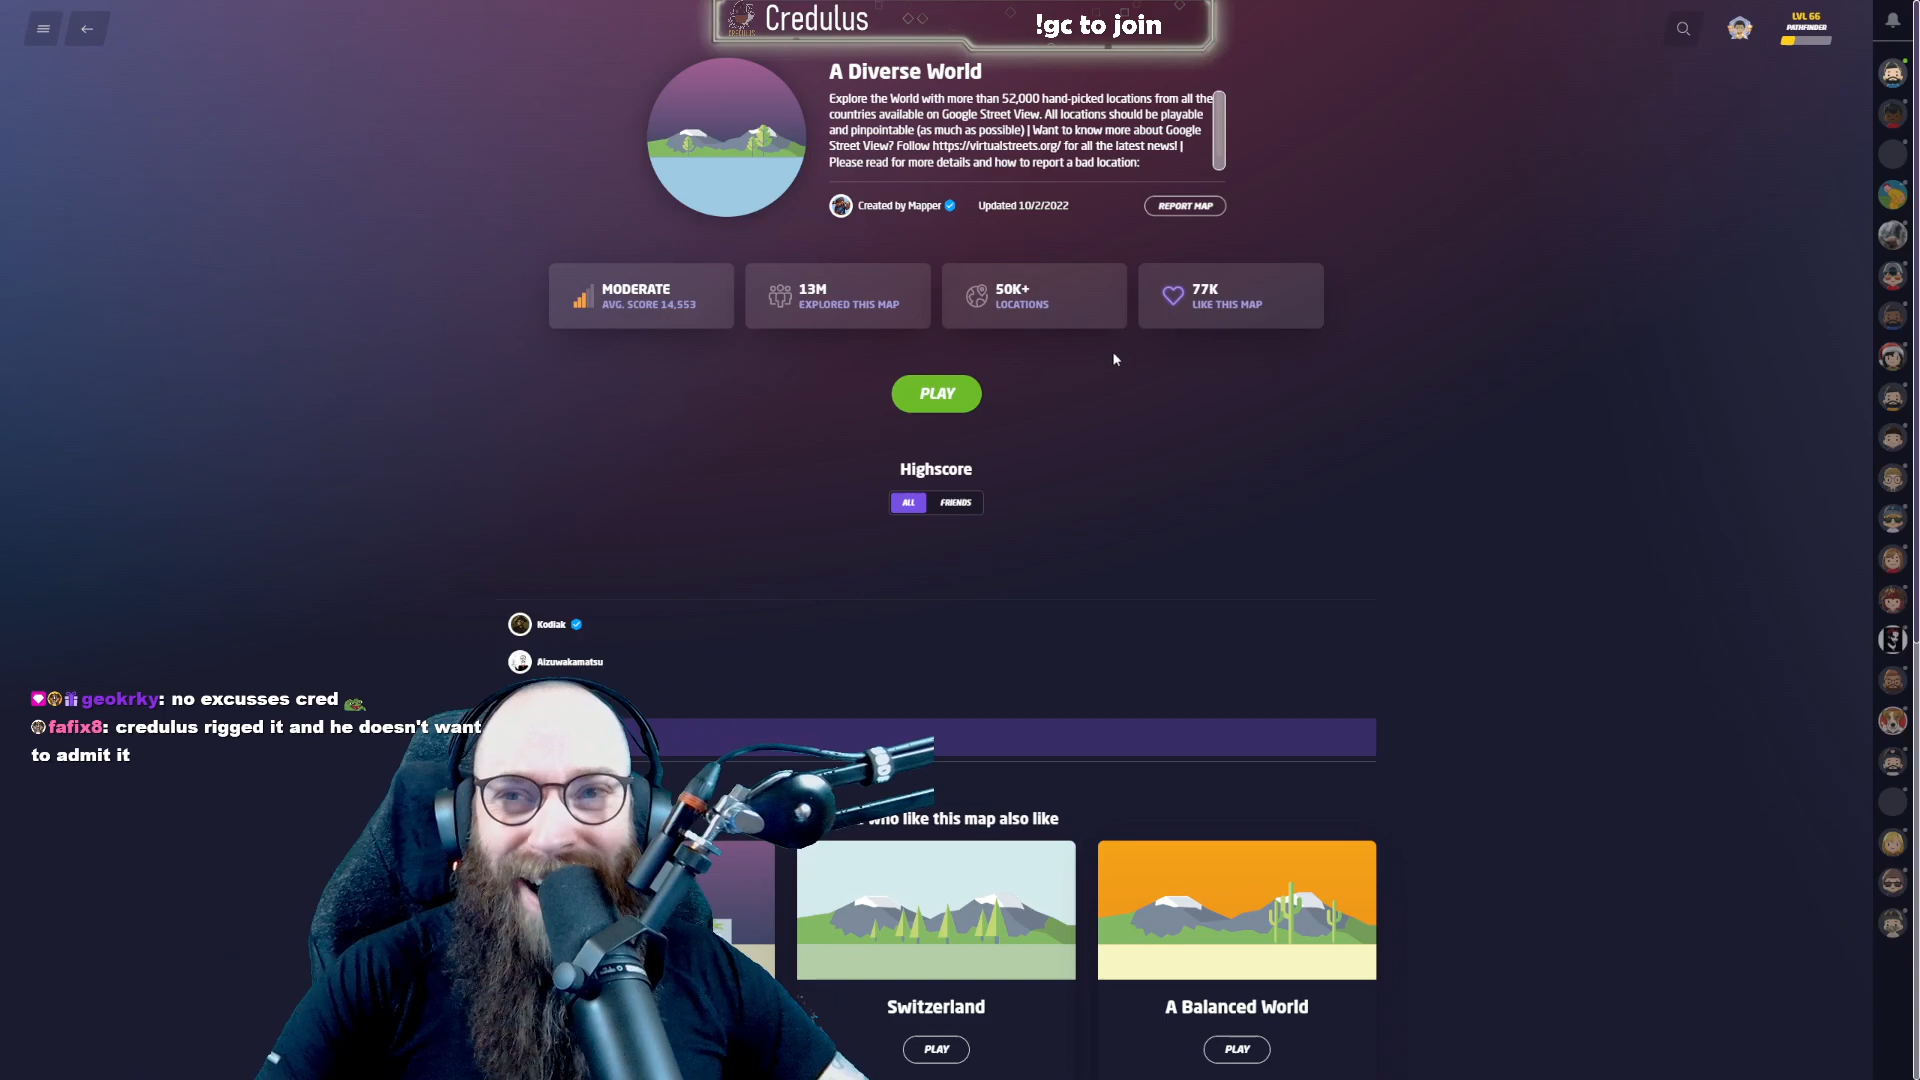 Credulus
!gc to join
LVL 66
PATHFINDER
A Diverse World
Explore the World with more than 52,000 hand-picked locations from all the
countries available on Google Street View. All locations should be playable
and pinpointable (as much as possible) | Want to know more about Google
Street View? Follow https://virtualstreets.org/ for all the latest news! |
Please read for more details and how to report a bad location:
Created by Mapper
Updated 10/2/2022
REPORT MAP
MODERATE
AVG. SCORE 14,553
13M
EXPLORED THIS MAP
50K+
LOCATIONS
77K
LIKE THIS MAP
PLAY
Highscore
ALL
FRIENDS
Kodiak
Aizuwakamatsu
geokrky: no excusses cred
fafix8: credulus rigged it and he doesn't want
to admit it
who like this map also like
Switzerland
PLAY
A Balanced World
PLAY